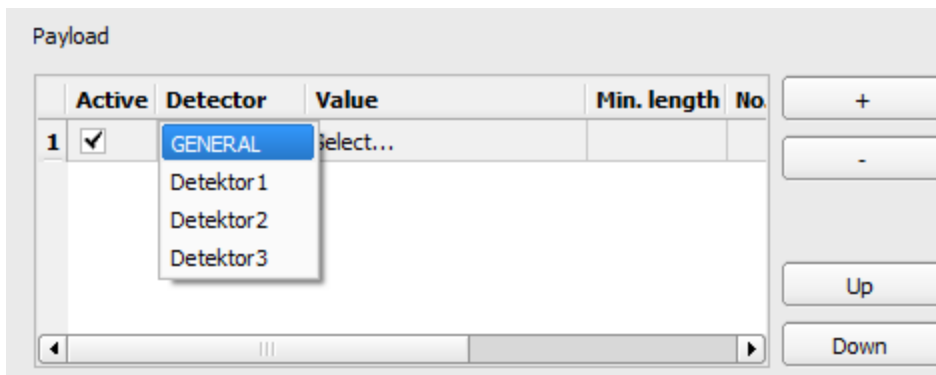 Payload
Active Detector Value Min. length No. +
1 GENERAL Select... -
Detektor1
Detektor2
Detektor3
Up
Down